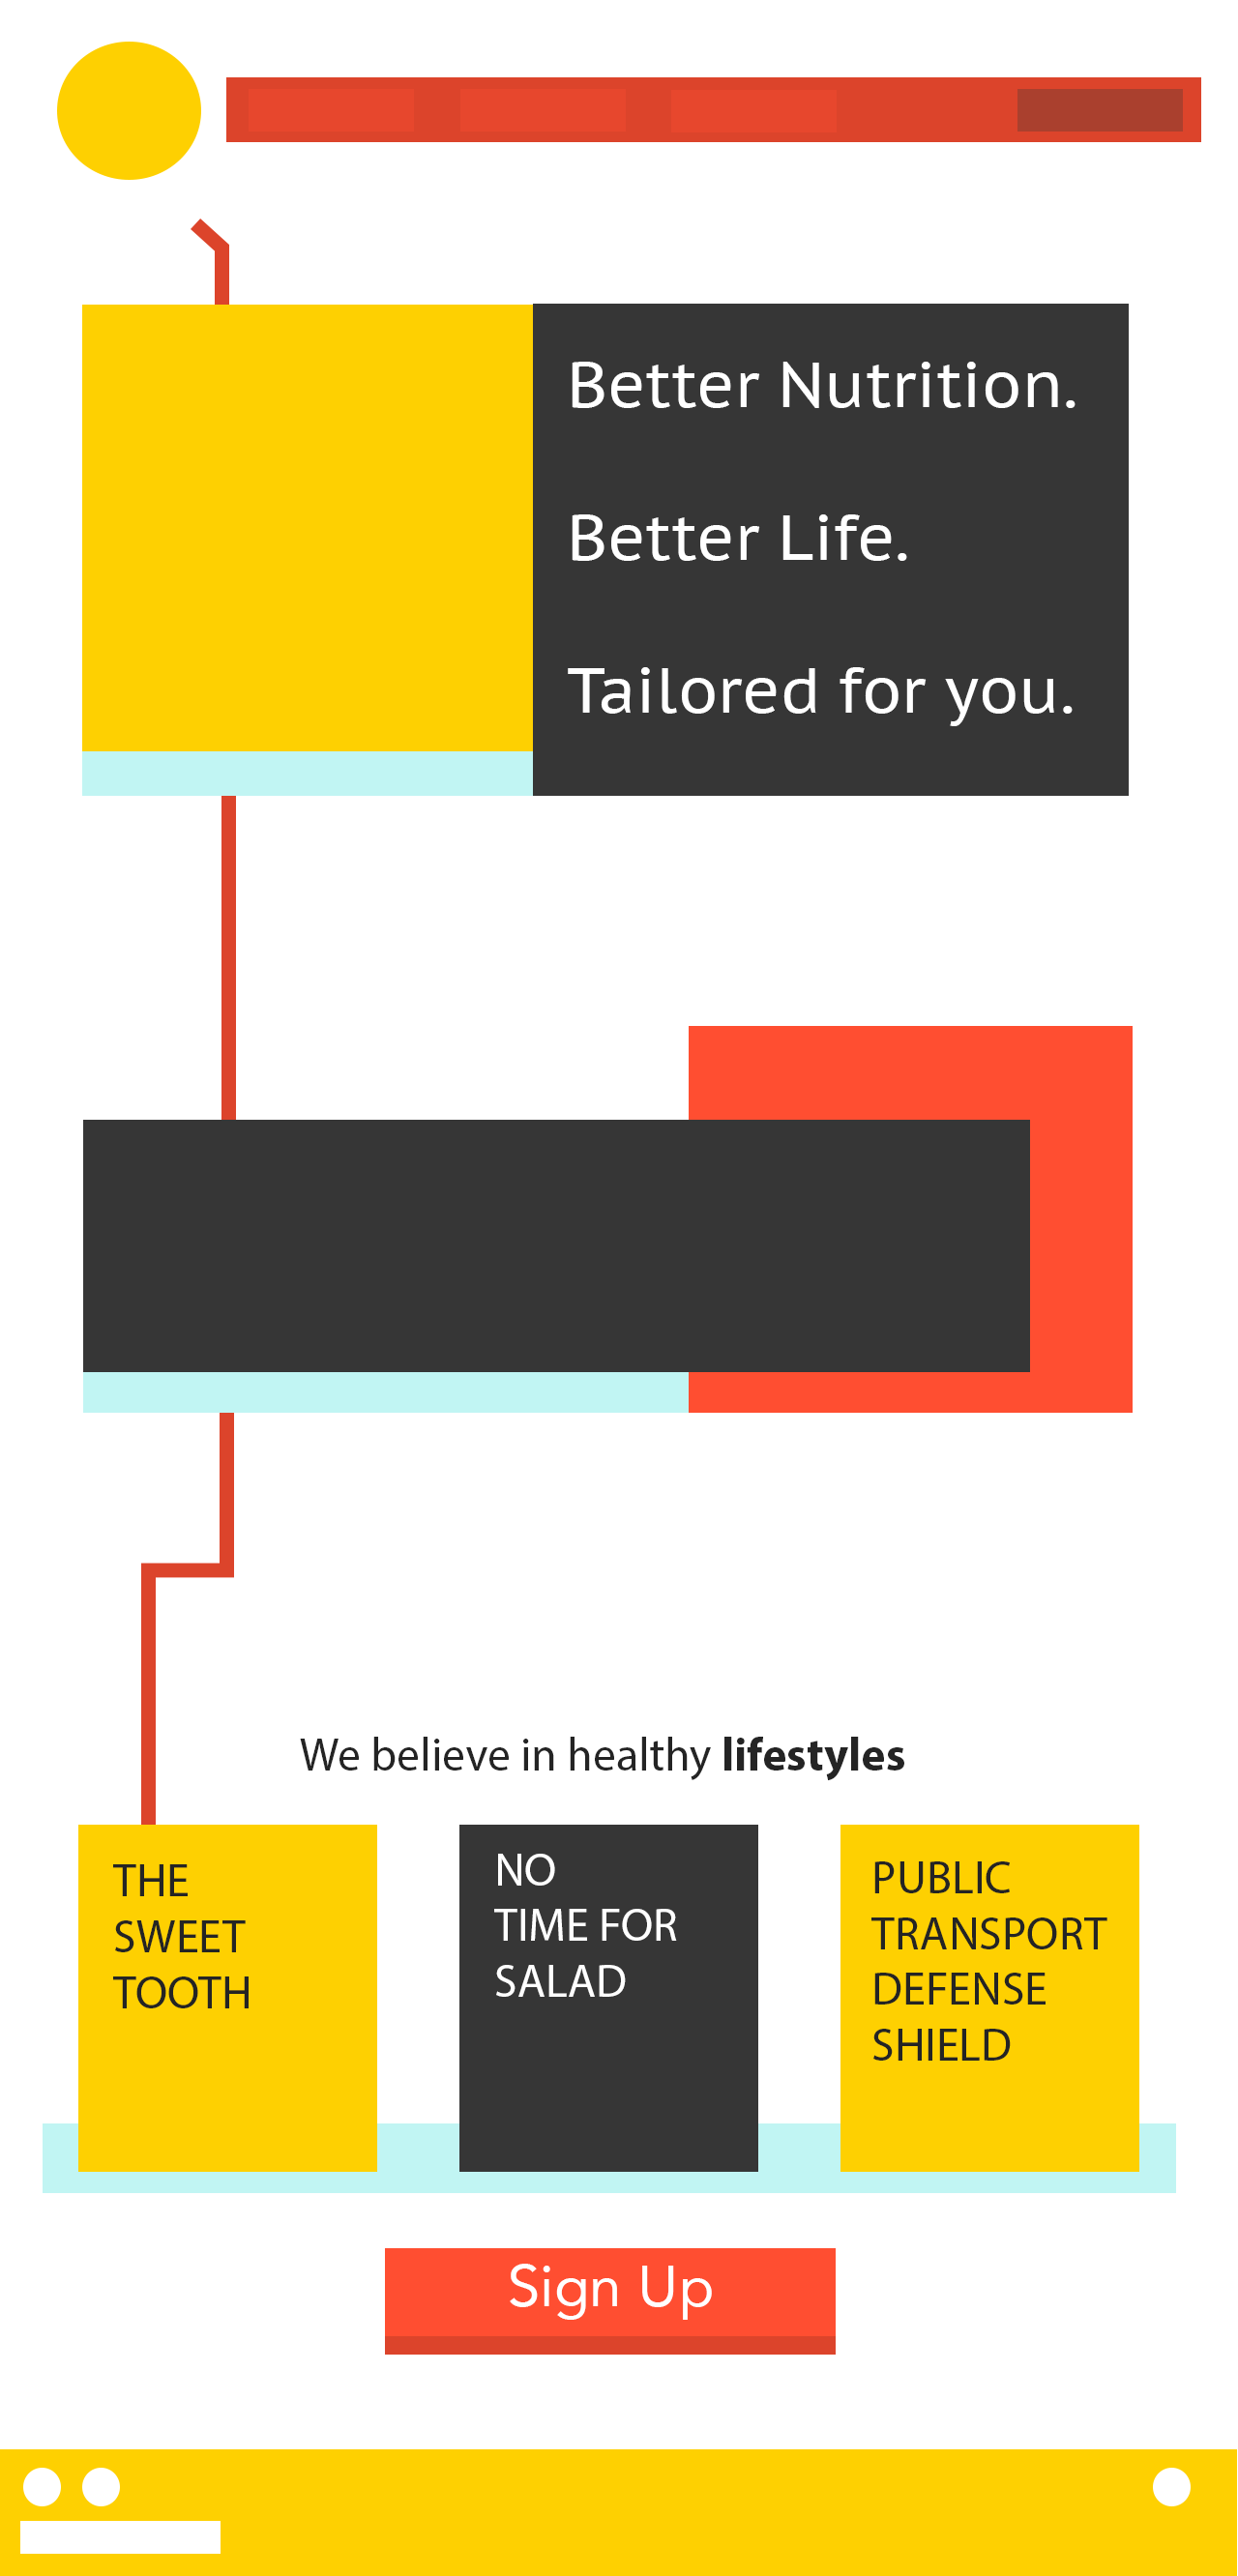 Better Nutrition.
Better Life.
Tailored for you.
We believe in healthy lifestyles
THE
SWEET
TOOTH
NO
TIME FOR
SALAD
PUBLIC
TRANSPORT
DEFENSE
SHIELD
Sign Up